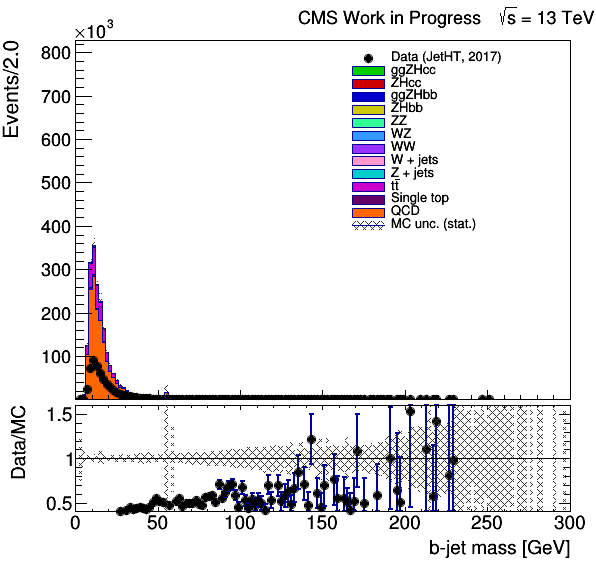 CMS Work in Progress √s = 13 TeV
×10³
Events/2.0
800
700
600
500
400
300
200
100
Data (JetHT, 2017)
ggZHcc
ZHcc
ggZHbb
ZHbb
ZZ
WZ
WW
W + jets
Z + jets
tt̄
Single top
QCD
MC unc. (stat.)
Data/MC
1.5
1
0.5
0 50 100 150 200 250 300
b-jet mass [GeV]